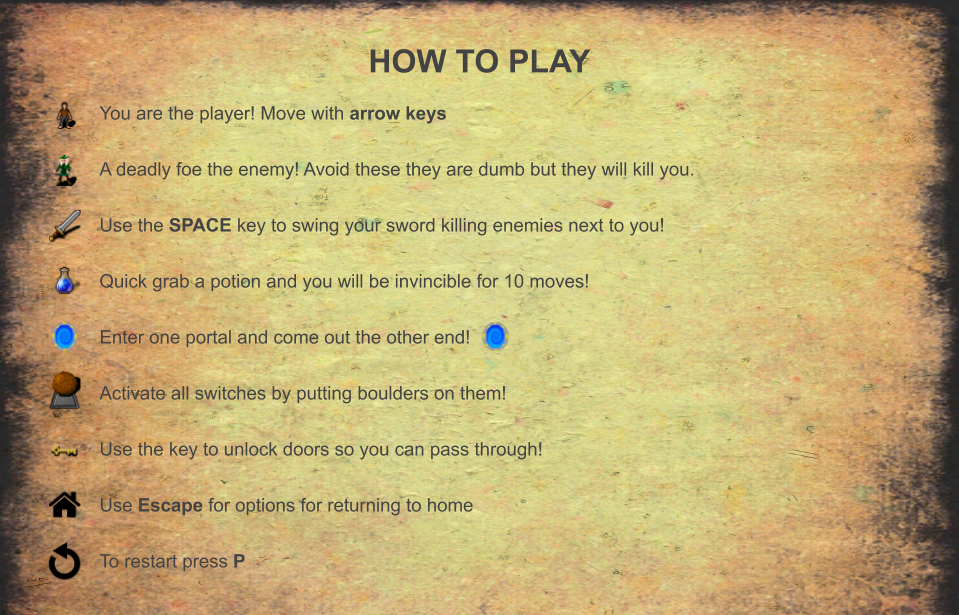 HOW TO PLAY
You are the player! Move with arrow keys
A deadly foe the enemy! Avoid these they are dumb but they will kill you.
Use the SPACE key to swing your sword killing enemies next to you!
Quick grab a potion and you will be invincible for 10 moves!
Enter one portal and come out the other end!
Activate all switches by putting boulders on them!
Use the key to unlock doors so you can pass through!
Use Escape for options for returning to home
To restart press P